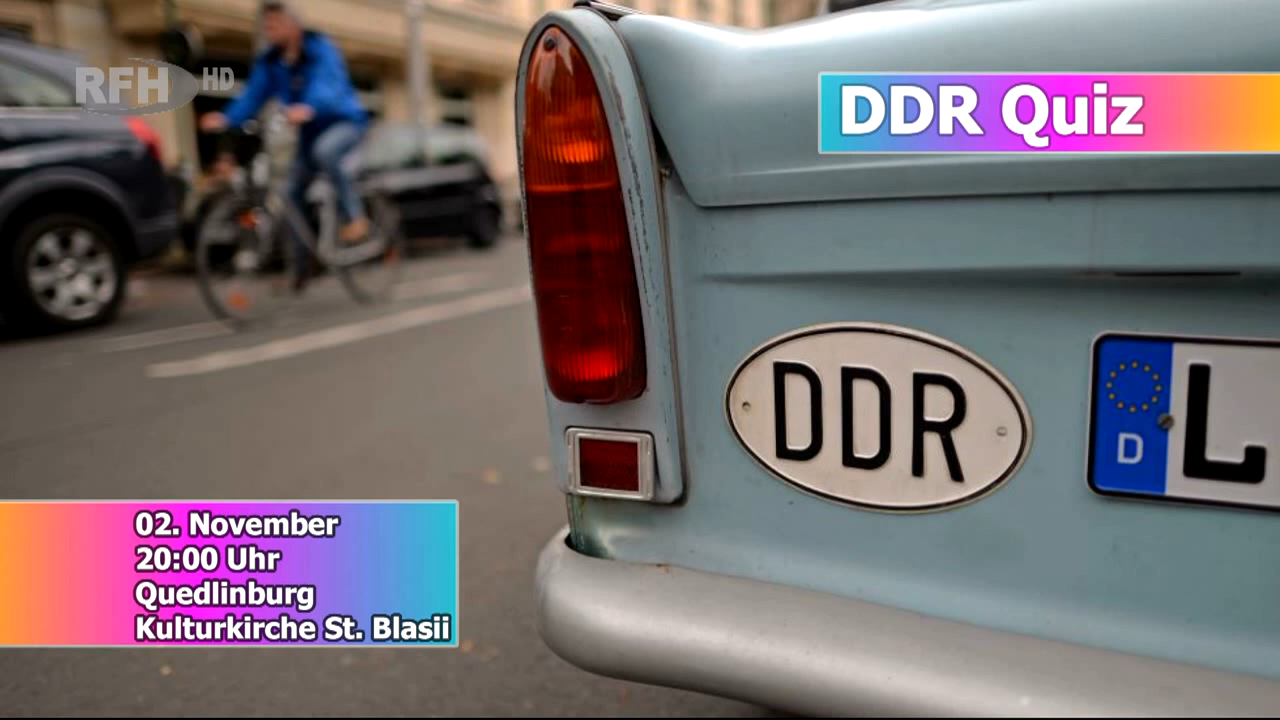 RFH HD
DDR Quiz
DDR
D
L
02. November
20:00 Uhr
Quedlinburg
Kulturkirche St. Blasii